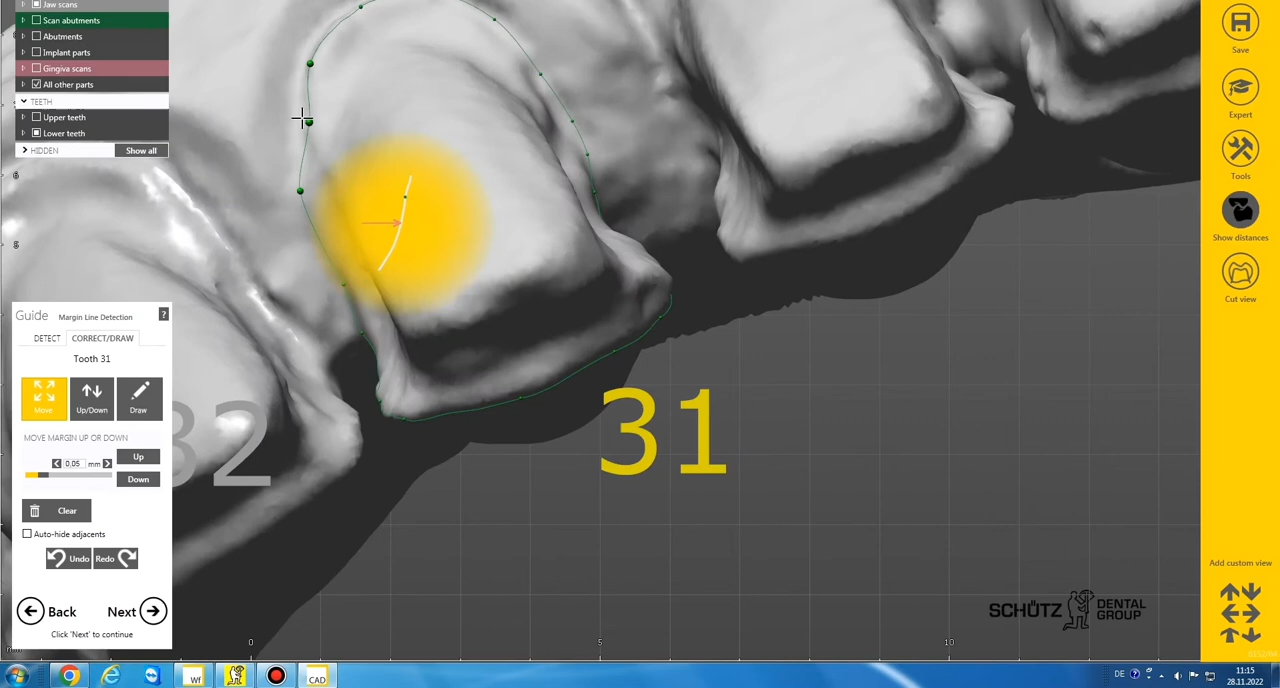 Jaw scans
Scan abutments
Abutments
Implant parts
Gingiva scans
All other parts
TEETH
Upper teeth
Lower teeth
HIDDEN
Show all
6
5
Guide Margin Line Detection ?
DETECT CORRECT/DRAW
Tooth 31
Move Up/Down Draw
MOVE MARGIN UP OR DOWN
0,05 mm
Up
Down
Clear
Auto-hide adjacents
Undo Redo
Back Next
Click 'Next' to continue
32
31
0 5 10
SCHÜTZ DENTAL
GROUP
Save
Expert
Tools
Show distances
Cut view
Add custom view
wf
CAD
DE
11:15
28.11.2022